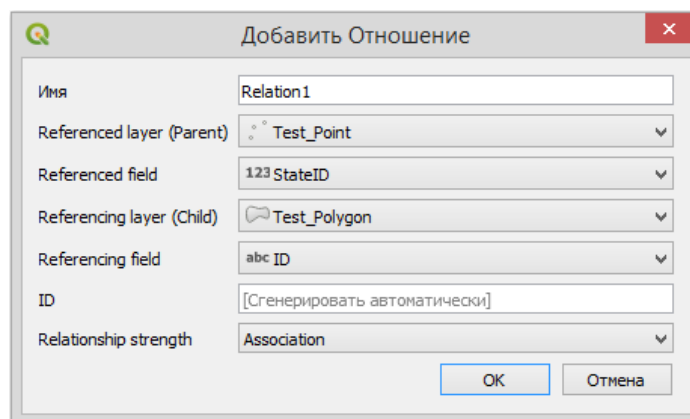 Добавить Отношение
Имя Relation1
Referenced layer (Parent) Test_Point
Referenced field 123 StateID
Referencing layer (Child) Test_Polygon
Referencing field abc ID
ID [Сгенерировать автоматически]
Relationship strength Association
OK Отмена